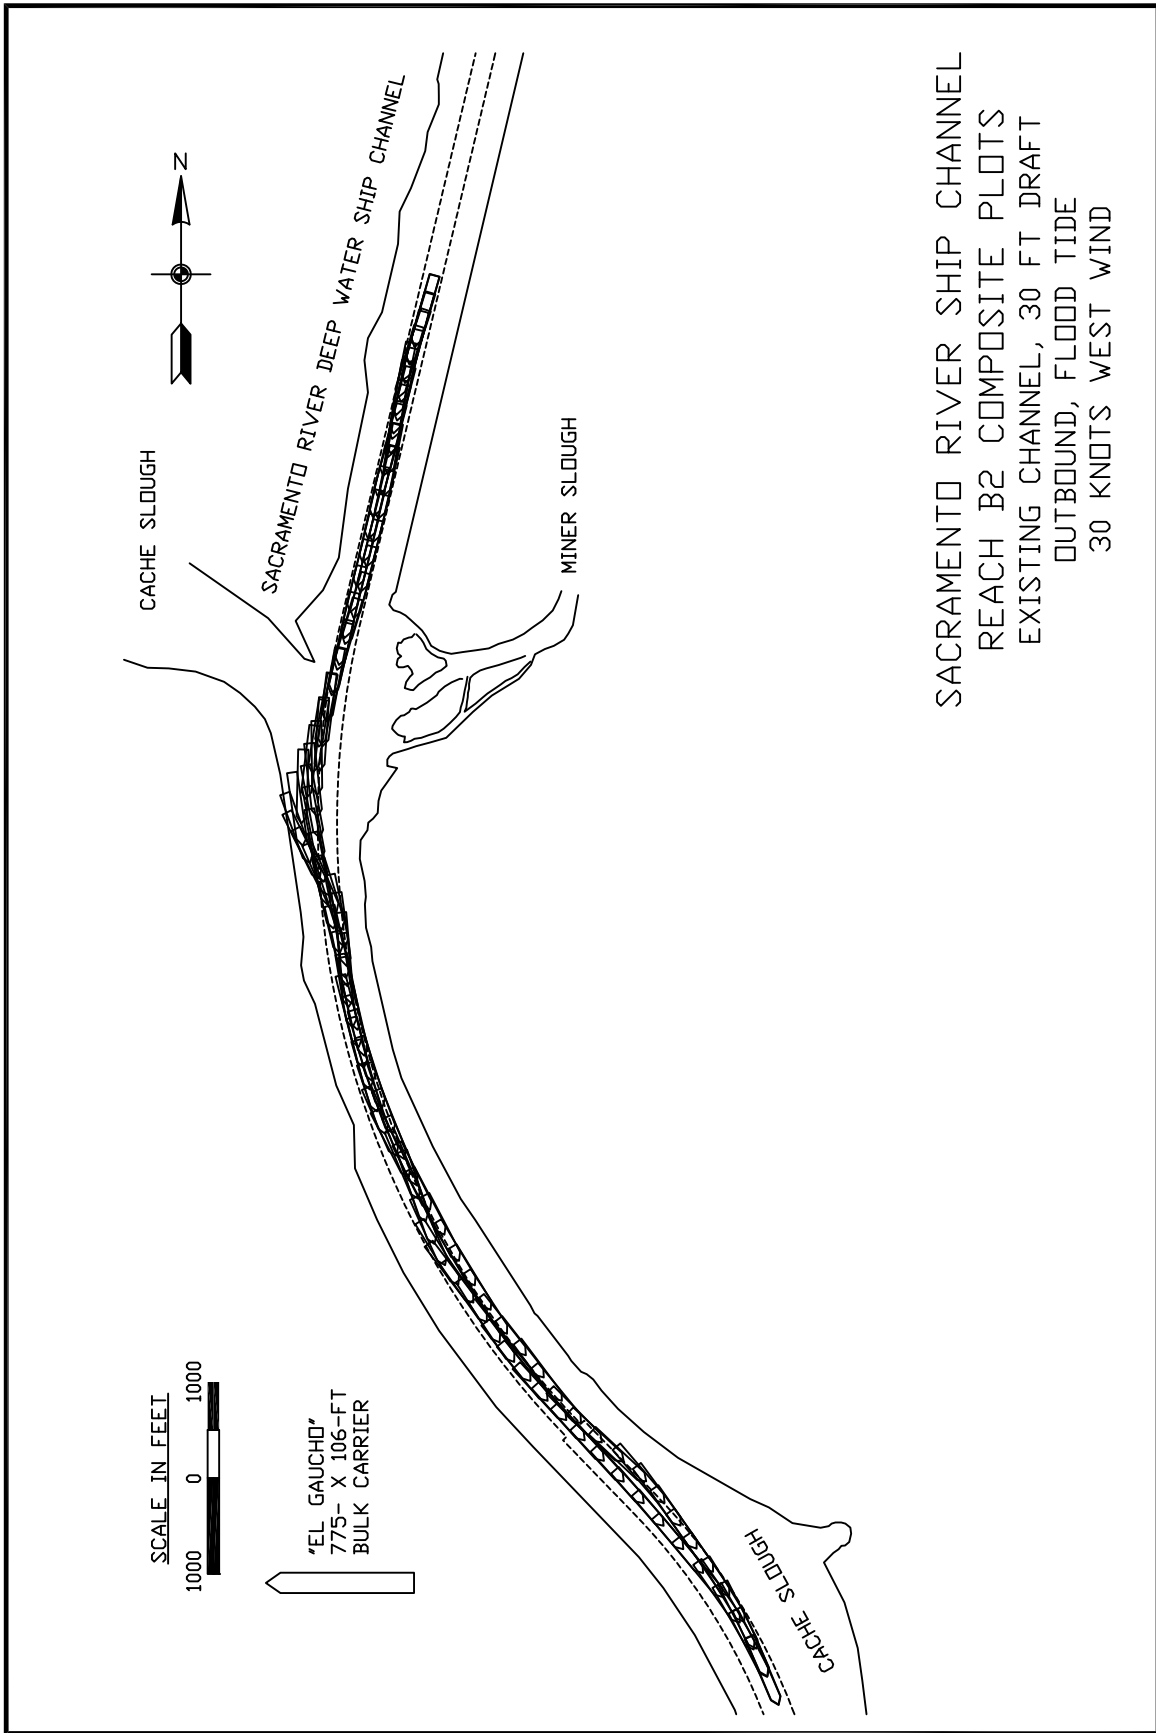 SACRAMENTO RIVER SHIP CHANNEL
REACH B2 COMPOSITE PLOTS
EXISTING CHANNEL, 30 FT DRAFT
OUTBOUND, FLOOD TIDE
30 KNOTS WEST WIND
N
CACHE SLOUGH
SACRAMENTO RIVER DEEP WATER SHIP CHANNEL
MINER SLOUGH
SCALE IN FEET
1000 0 1000
"EL GAUCHO"
775- X 106-FT
BULK CARRIER
CACHE SLOUGH